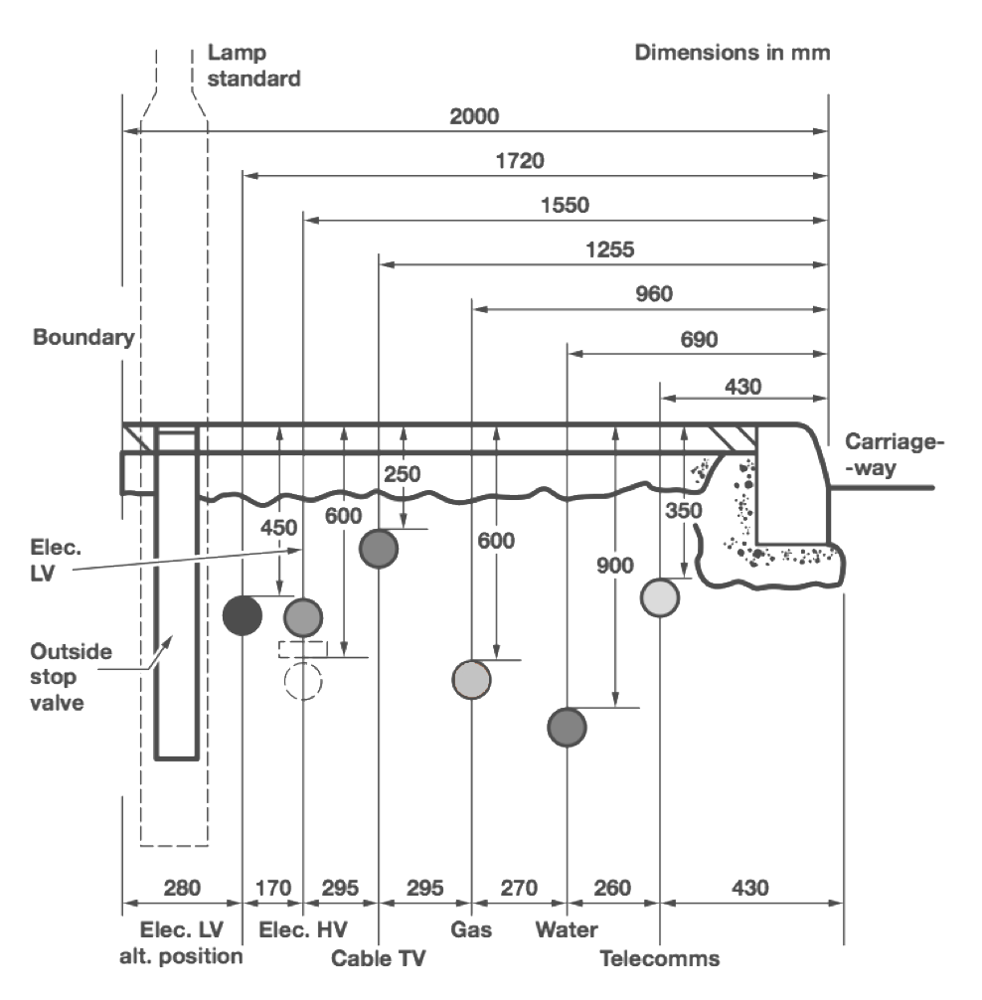 Lamp
standard
Dimensions in mm
2000
1720
1550
1255
960
Boundary
690
430
Carriage-
-way
250
450
600
350
600
900
Elec.
LV
Outside
stop
valve
280 170 295 295 270 260 430
Elec. LV Elec. HV Gas Water
alt. position Cable TV Telecomms